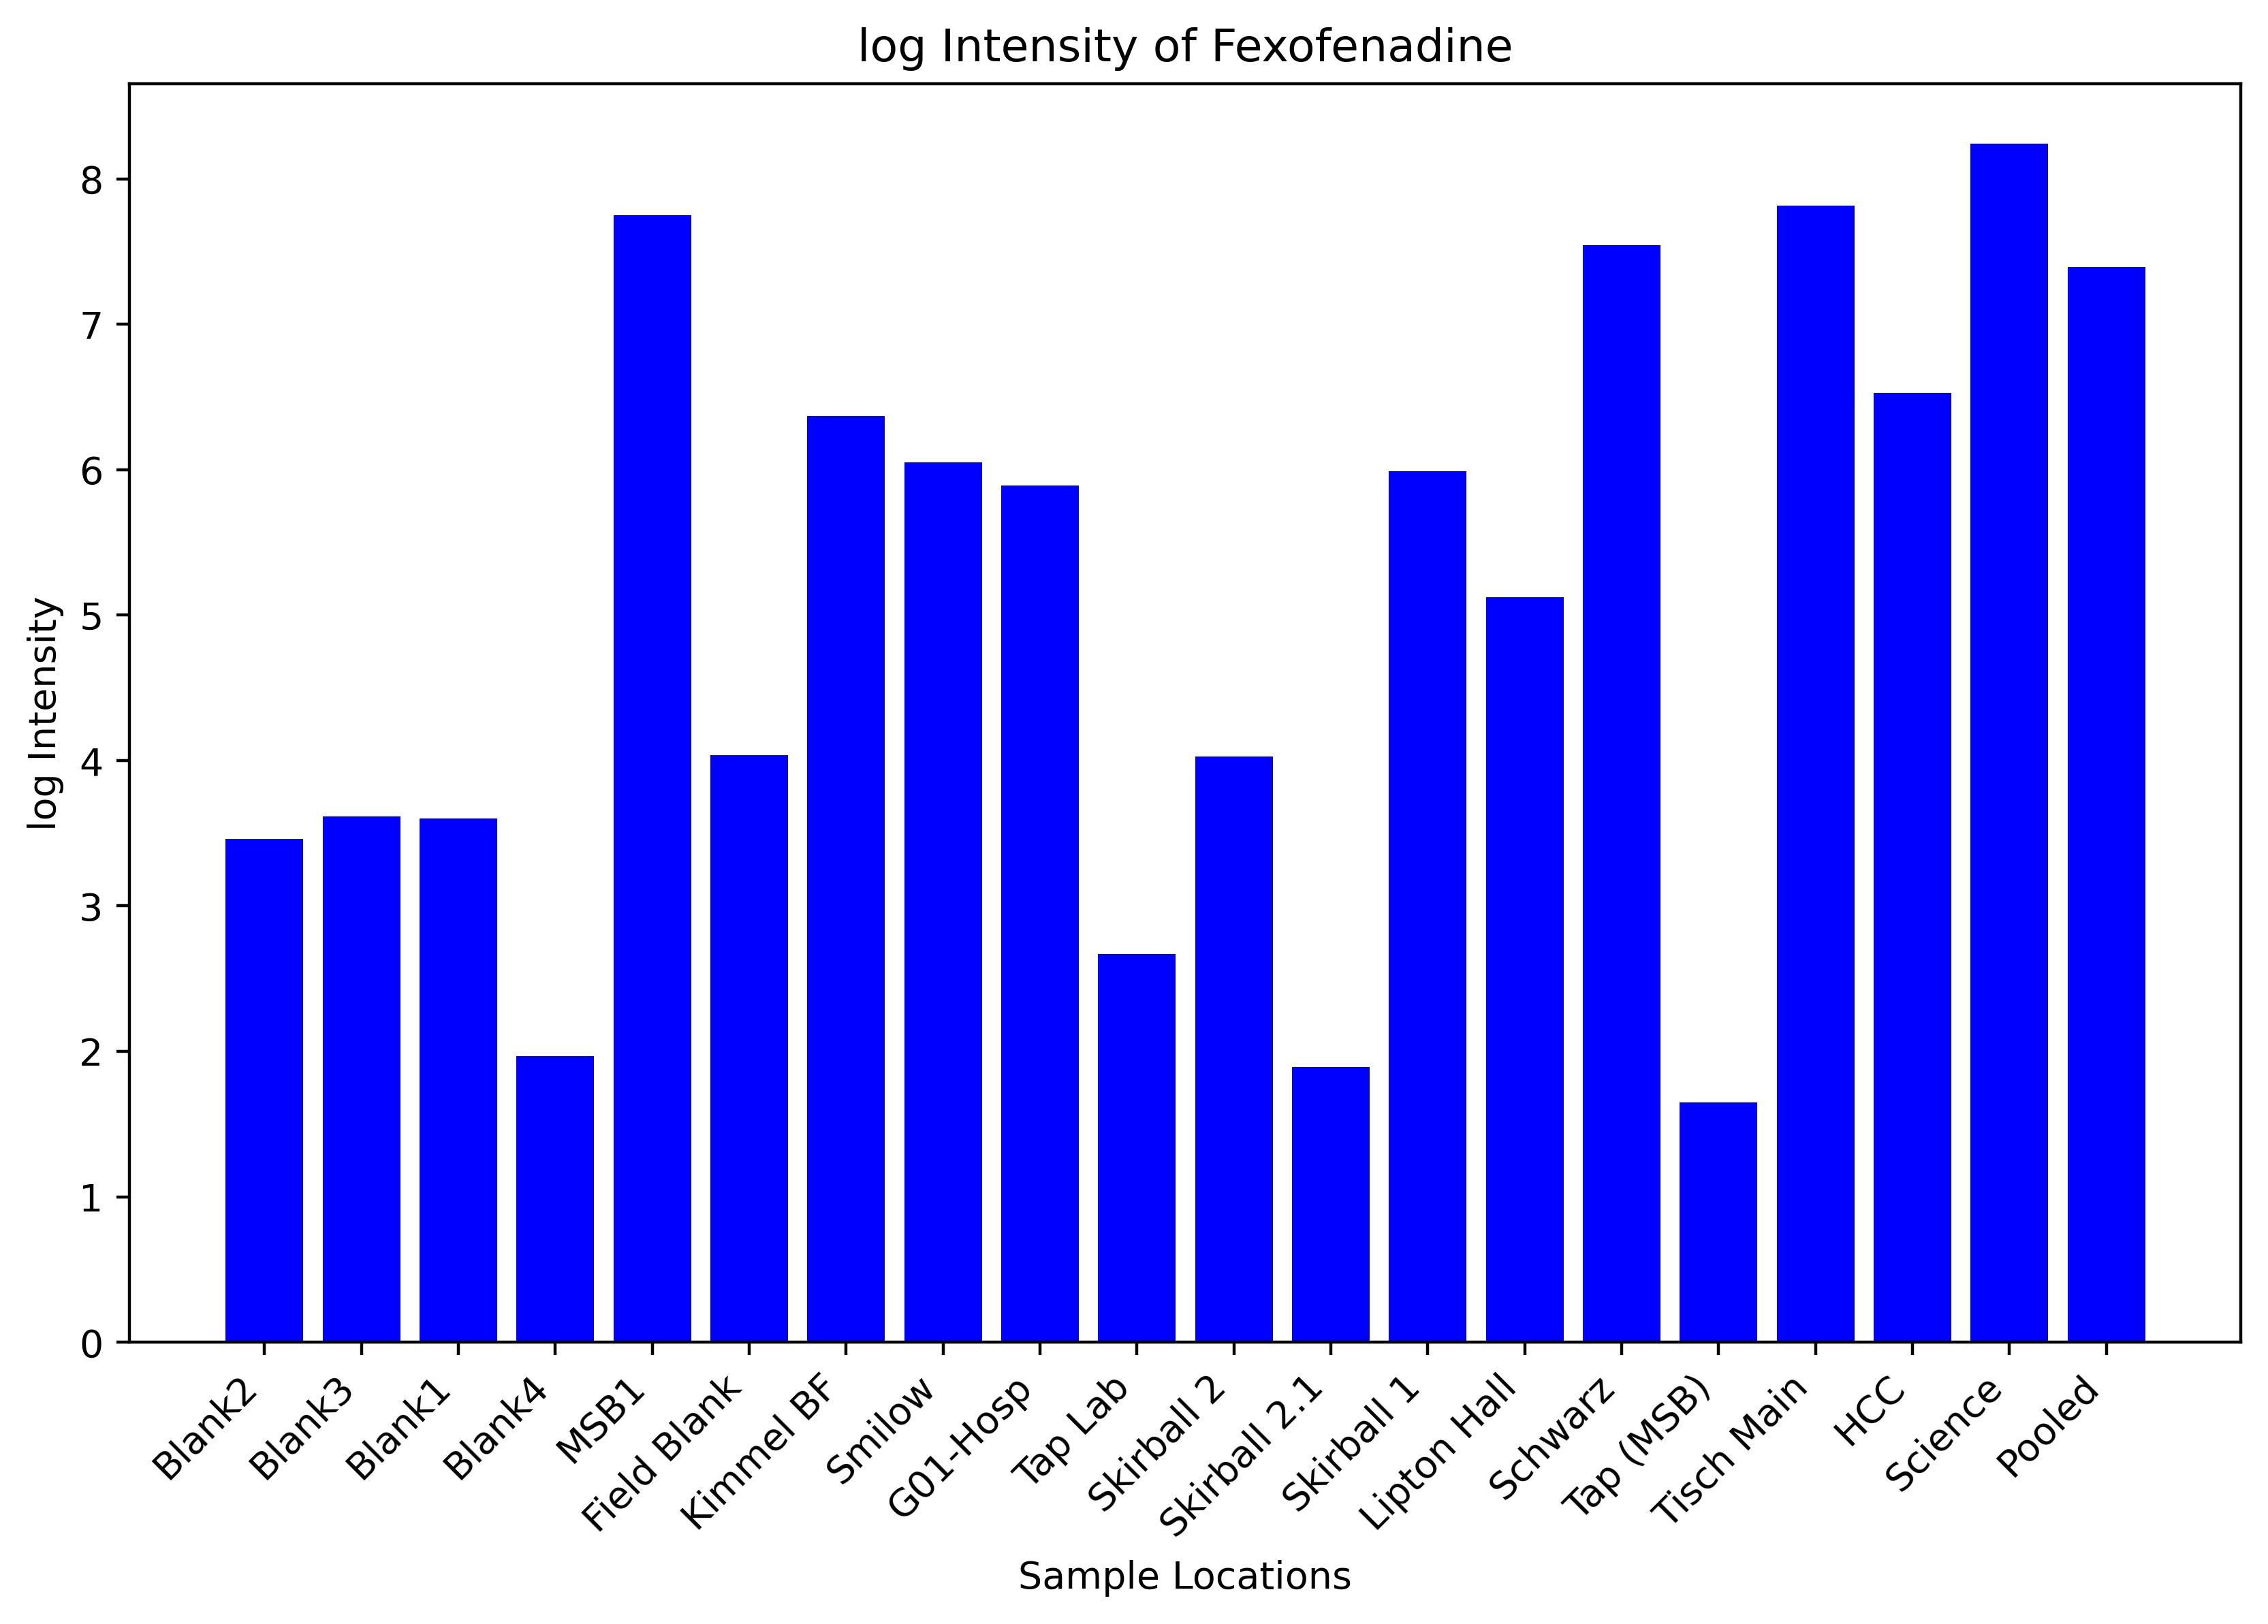 log Intensity of Fexofenadine
log Intensity
8
7
6
5
4
3
2
1
0
Blank2
Blank3
Blank1
Blank4
MSB1
Field Blank
Kimmel BF
Smilow
G01-Hosp
Tap Lab
Skirball 2
Skirball 2.1
Skirball 1
Lipton Hall
Schwarz
Tap (MSB)
Tisch Main
HCC
Science
Pooled
Sample Locations